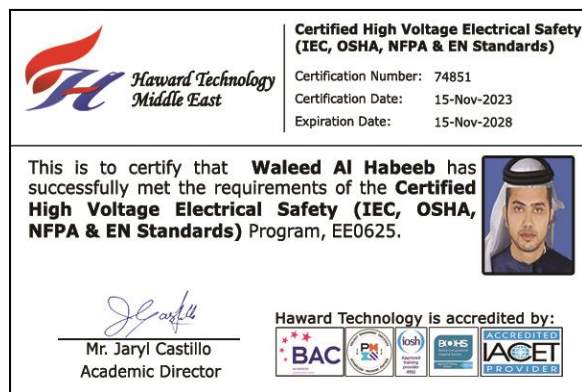 Haward Technology
Middle East
Certified High Voltage Electrical Safety
(IEC, OSHA, NFPA & EN Standards)
Certification Number: 74851
Certification Date: 15-Nov-2023
Expiration Date: 15-Nov-2028
This is to certify that Waleed Al Habeeb has
successfully met the requirements of the Certified
High Voltage Electrical Safety (IEC, OSHA,
NFPA & EN Standards) Program, EE0625.
Mr. Jaryl Castillo
Academic Director
Haward Technology is accredited by:
BAC
iosh
ACCREDITED
IACET
PROVIDER